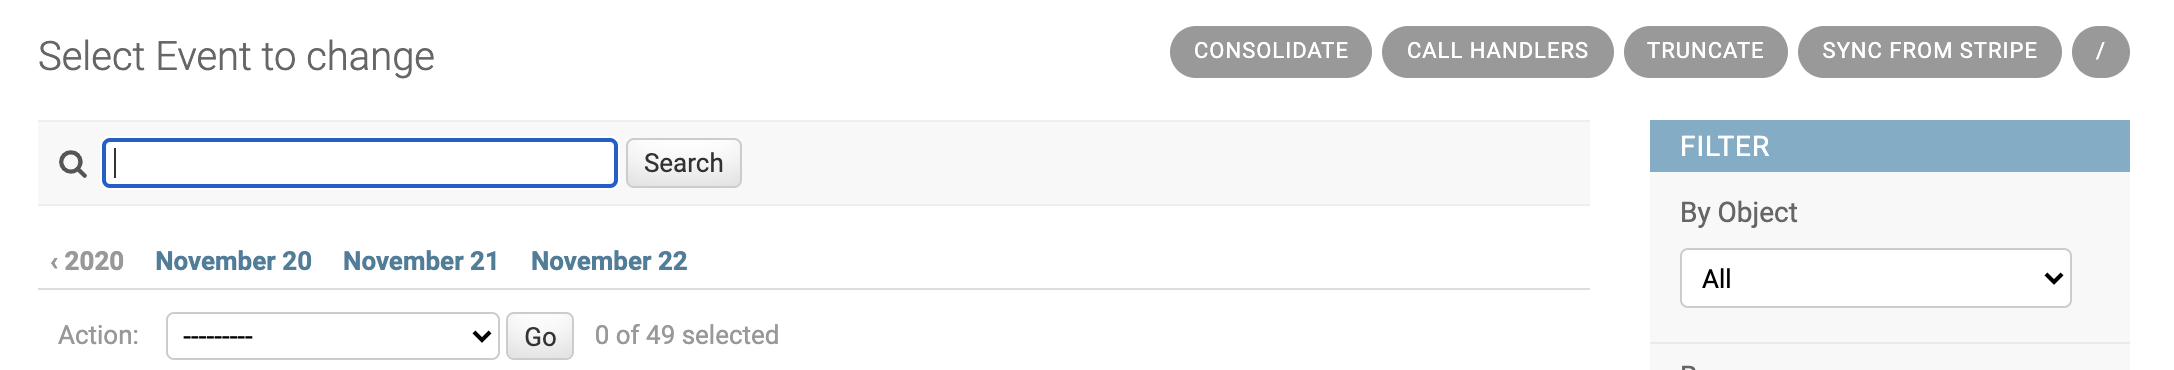 Select Event to change
CONSOLIDATE CALL HANDLERS TRUNCATE SYNC FROM STRIPE /
Search
FILTER
By Object
All
‹ 2020 November 20 November 21 November 22
Action: --------- Go 0 of 49 selected